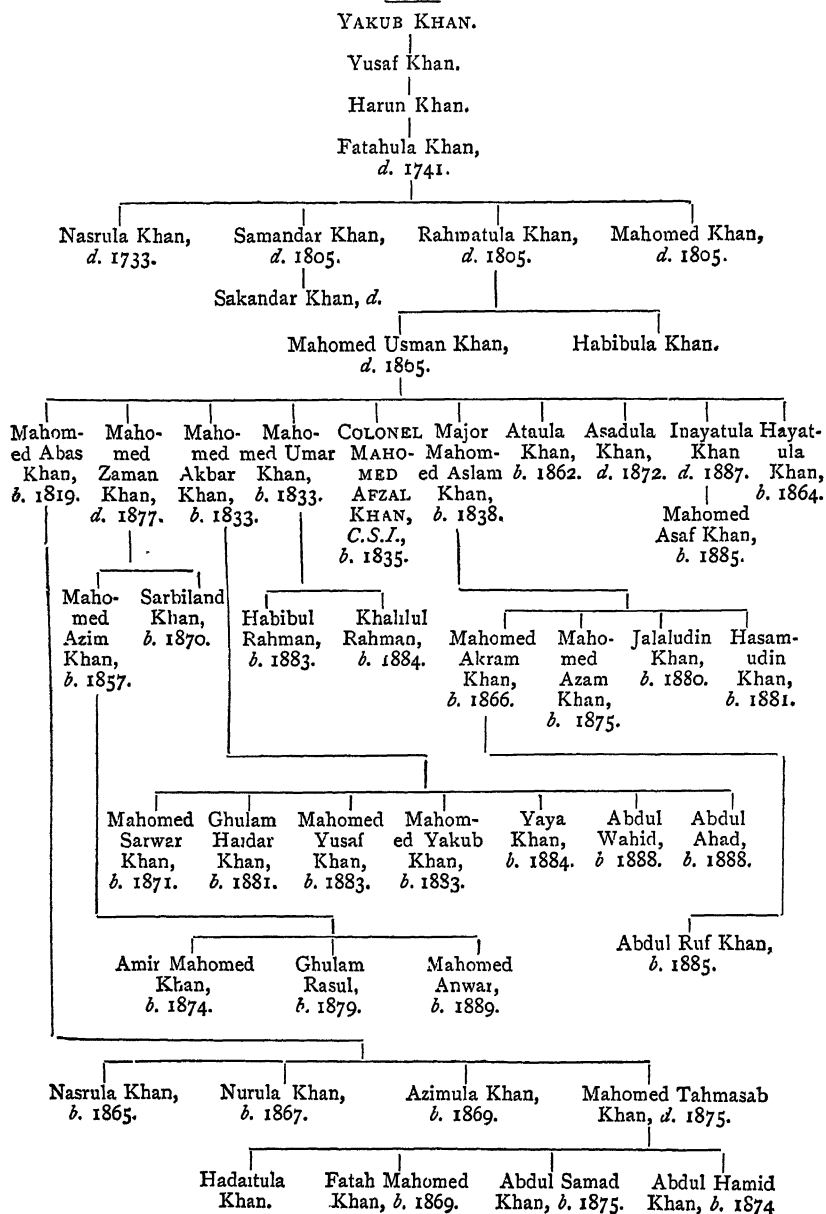 YAKUB KHAN.
Yusaf Khan.
Harun Khan.
Fatahula Khan,
d. 1741.
Nasrula Khan,
d. 1733.
Samandar Khan,
d. 1805.
Rahmatula Khan,
d. 1805.
Mahomed Khan,
d. 1805.
Sakandar Khan, d.
Mahomed Usman Khan,
d. 1865.
Habibula Khan.
Mahom-
ed Abas
Khan,
b. 1819.
Maho-
med
Zaman
Khan,
d. 1877.
Maho-
med
Akbar
Khan,
b. 1833.
Maho-
med Umar
Khan,
b. 1833.
COLONEL
MAHO-
MED
AFZAL
KHAN,
C.S.I.,
b. 1835.
Major
Mahom-
ed Aslam
Khan,
b. 1838.
Ataula
Khan,
b. 1862.
Asadula
Khan,
d. 1872.
Inayatula
Khan
d. 1887.
Hayat-
ula
Khan,
b. 1864.
Mahomed
Asaf Khan,
b. 1885.
Maho-
med
Azim
Khan,
b. 1857.
Sarbiland
Khan,
b. 1870.
Habibul
Rahman,
b. 1883.
Khalilul
Rahman,
b. 1884.
Mahomed
Akram
Khan,
b. 1866.
Maho-
med
Azam
Khan,
b. 1875.
Jalaludin
Khan,
b. 1880.
Hasam-
udin
Khan,
b. 1881.
Mahomed
Sarwar
Khan,
b. 1871.
Ghulam
Haidar
Khan,
b. 1881.
Mahomed
Yusaf
Khan,
b. 1883.
Mahom-
ed Yakub
Khan,
b. 1883.
Yaya
Khan,
b. 1884.
Abdul
Wahid,
b 1888.
Abdul
Ahad,
b. 1888.
Abdul Ruf Khan,
b. 1885.
Amir Mahomed
Khan,
b. 1874.
Ghulam
Rasul,
b. 1879.
Mahomed
Anwar,
b. 1889.
Nasrula Khan,
b. 1865.
Nurula Khan,
b. 1867.
Azimula Khan,
b. 1869.
Mahomed Tahmasab
Khan, d. 1875.
Hadaitula
Khan.
Fatah Mahomed
Khan, b. 1869.
Abdul Samad
Khan, b. 1875.
Abdul Hamid
Khan, b. 1874